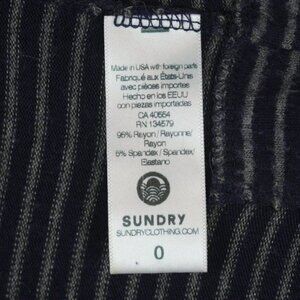 Made in USA with foreign parts
Fabriqué aux États-Unis
avec pièces importées
Hecho en los EEUU
con piezas importadas
CA 40554
RN 134579
95% Rayon / Rayonne/
Rayon
5% Spandex / Spandex/
Elastano
SUNDRY
SUNDRYCLOTHING.COM
0